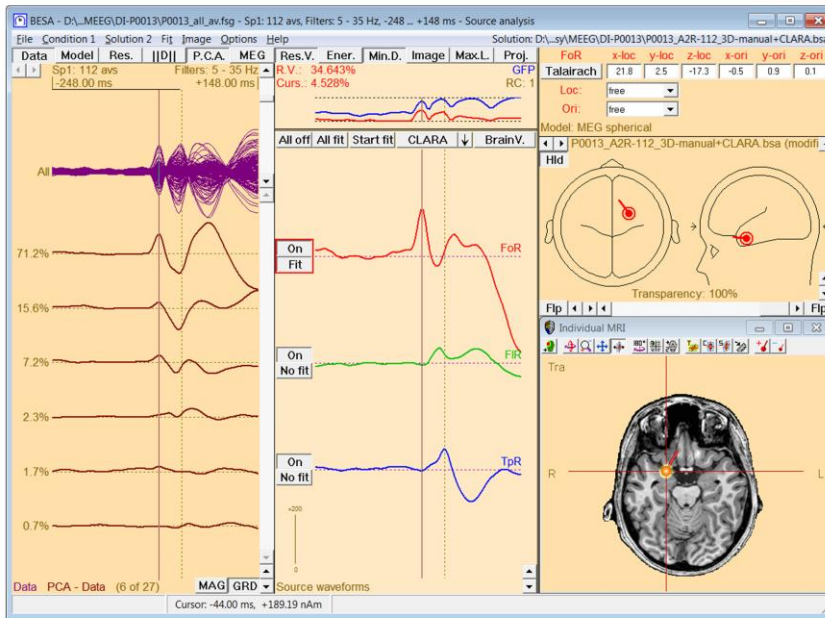 BESA - D:\...MEEG\DI-P0013\P0013_all_av.fsg - Sp1: 112 avs, Filters: 5 - 35 Hz, -248 ... +148 ms - Source analysis
File Condition 1 Solution 2 Fit Image Options Help
Solution: D:\...sy\MEEG\DI-P0013\P0013_A2R-112_3D-manual+CLARA.bsa
Data Model Res. ||D|| P.C.A. MEG
Res.V. Ener. Min.D. Image Max.L. Proj.
Sp1: 112 avs Filters: 5 - 35 Hz
-248.00 ms +148.00 ms
All
71.2%
15.6%
7.2%
2.3%
1.7%
0.7%
Data PCA - Data (6 of 27) MAG GRD
R.V.: 34.643% GFP
Curs.: 4.528% RC: 1
All off All fit Start fit CLARA ↓ BrainV.
On FoR
Fit
On FlR
No fit
On TpR
No fit
+200
0
Source waveforms
FoR x-loc y-loc z-loc x-ori y-ori z-ori
Talairach 21.8 2.5 -17.3 -0.5 0.9 0.1
Loc: free
Ori: free
Model: MEG spherical
P0013_A2R-112_3D-manual+CLARA.bsa (modifi
Hld
Transparency: 100%
Flp Flp
Individual MRI
Tra
R L
Cursor: -44.00 ms, +189.19 nAm